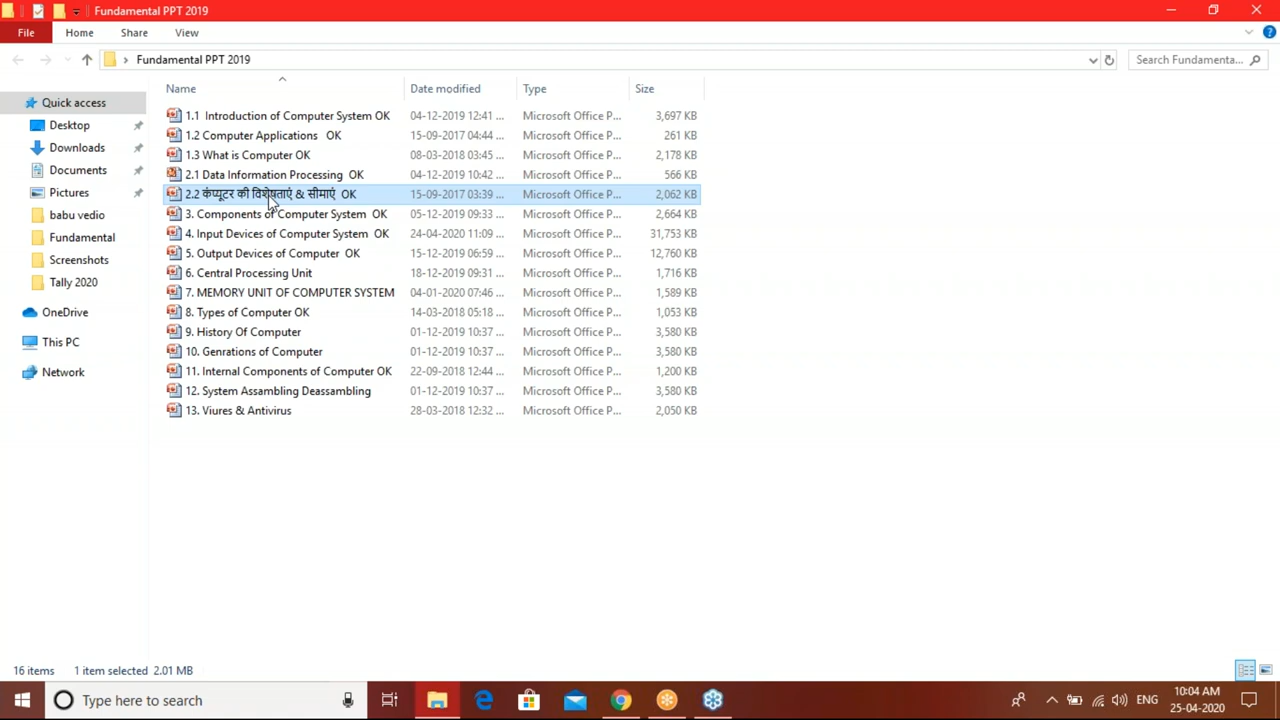 Fundamental PPT 2019
File Home Share View
Fundamental PPT 2019 Search Fundamenta...
Name Date modified Type Size
Quick access
Desktop
Downloads
Documents
Pictures
babu vedio
Fundamental
Screenshots
Tally 2020
OneDrive
This PC
Network
1.1 Introduction of Computer System OK 04-12-2019 12:41 ... Microsoft Office P... 3,697 KB
1.2 Computer Applications OK 15-09-2017 04:44 ... Microsoft Office P... 261 KB
1.3 What is Computer OK 08-03-2018 03:45 ... Microsoft Office P... 2,178 KB
2.1 Data Information Processing OK 04-12-2019 10:42 ... Microsoft Office P... 566 KB
2.2 कंप्यूटर की विशेषताएं & सीमाएं OK 15-09-2017 03:39 ... Microsoft Office P... 2,062 KB
3. Components of Computer System OK 05-12-2019 09:33 ... Microsoft Office P... 2,664 KB
4. Input Devices of Computer System OK 24-04-2020 11:09 ... Microsoft Office P... 31,753 KB
5. Output Devices of Computer OK 15-12-2019 06:59 ... Microsoft Office P... 12,760 KB
6. Central Processing Unit 18-12-2019 09:31 ... Microsoft Office P... 1,716 KB
7. MEMORY UNIT OF COMPUTER SYSTEM 04-01-2020 07:46 ... Microsoft Office P... 1,589 KB
8. Types of Computer OK 14-03-2018 05:18 ... Microsoft Office P... 1,053 KB
9. History Of Computer 01-12-2019 10:37 ... Microsoft Office P... 3,580 KB
10. Genrations of Computer 01-12-2019 10:37 ... Microsoft Office P... 3,580 KB
11. Internal Components of Computer OK 22-09-2018 12:44 ... Microsoft Office P... 1,200 KB
12. System Assembling Deassembling 01-12-2019 10:37 ... Microsoft Office P... 3,580 KB
13. Viures & Antivirus 28-03-2018 12:32 ... Microsoft Office P... 2,050 KB
16 items 1 item selected 2.01 MB
Type here to search ENG 10:04 AM
25-04-2020